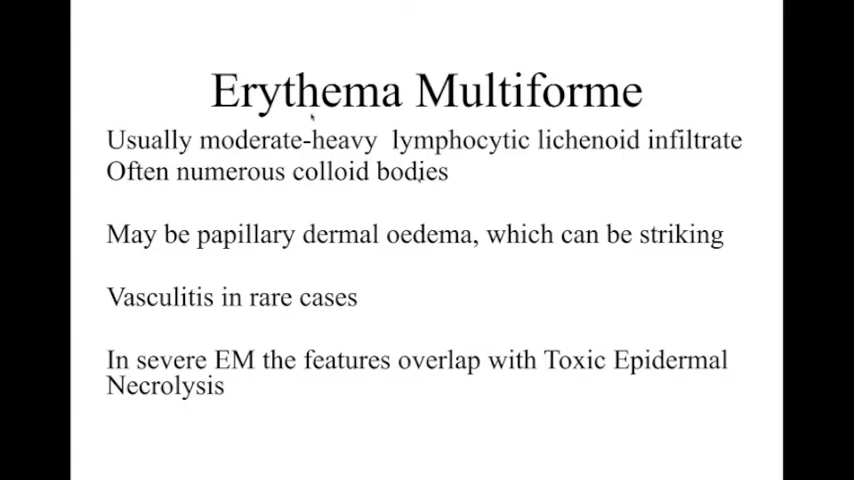 Erythema Multiforme
Usually moderate-heavy lymphocytic lichenoid infiltrate
Often numerous colloid bodies
May be papillary dermal oedema, which can be striking
Vasculitis in rare cases
In severe EM the features overlap with Toxic Epidermal
Necrolysis